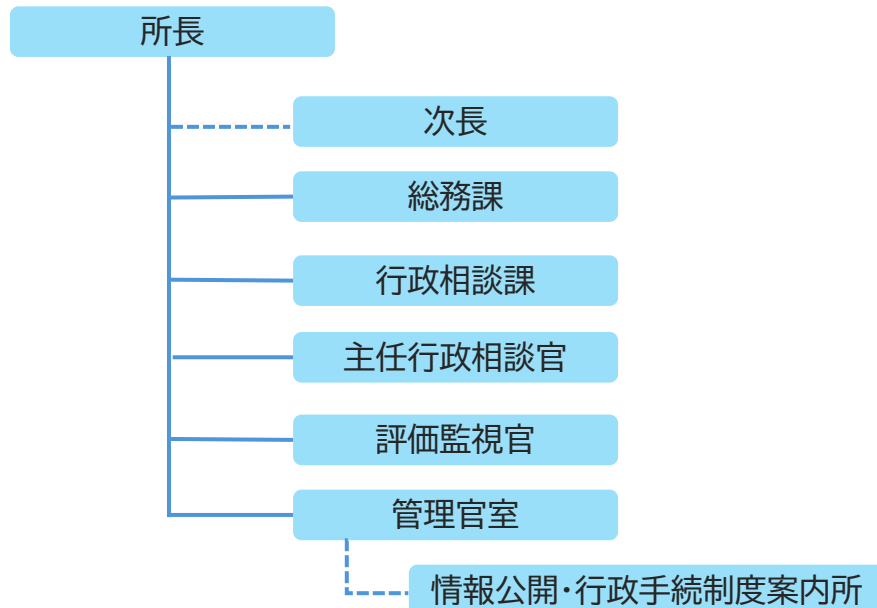 所長
次長
総務課
行政相談課
主任行政相談官
評価監視官
管理官室
情報公開・行政手続制度案内所